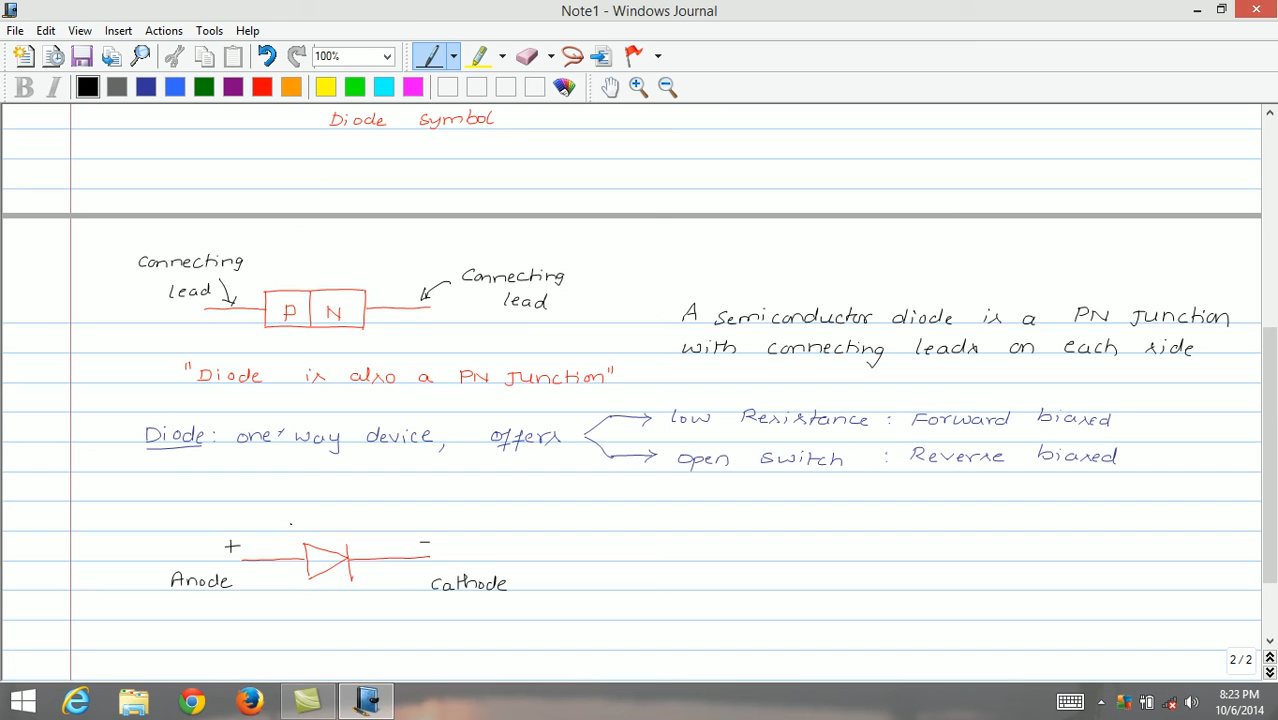 Note1 - Windows Journal
File Edit View Insert Actions Tools Help
100%
B I
Diode Symbol
Connecting
lead
Connecting
lead
P N
A semiconductor diode is a PN Junction
with connecting leads on each side
"Diode is also a PN Junction"
Diode: one-way device, offers
low Resistance : Forward biased
open switch : Reverse biased
+ -
Anode Cathode
2 / 2
8:23 PM
10/6/2014